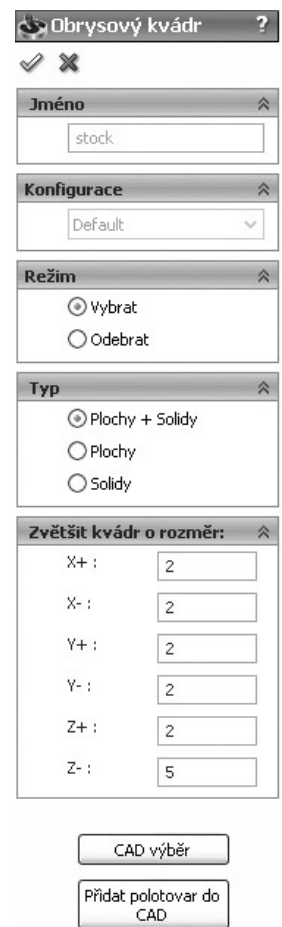 Obrysový kvádr ?
Jméno
stock
Konfigurace
Default
Režim
Vybrat
Odebrat
Typ
Plochy + Solidy
Plochy
Solidy
Zvětšit kvádr o rozměr:
X+ : 2
X- : 2
Y+ : 2
Y- : 2
Z+ : 2
Z- : 5
CAD výběr
Přidat polotovar do
CAD